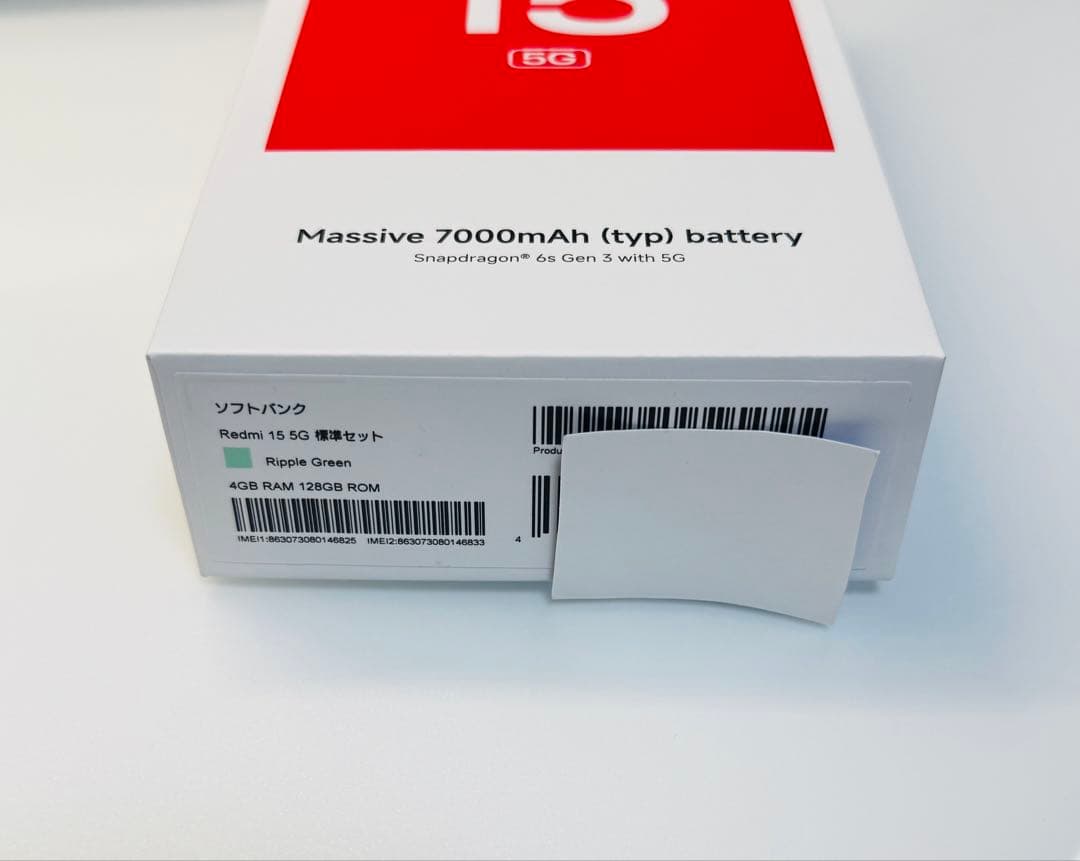 15
5G
Massive 7000mAh (typ) battery
Snapdragon® 6s Gen 3 with 5G
ソフトバンク
Redmi 15 5G 標準セット
Ripple Green
4GB RAM 128GB ROM
IMEI1:863073080146825 IMEI2:863073080146833
Produ
4